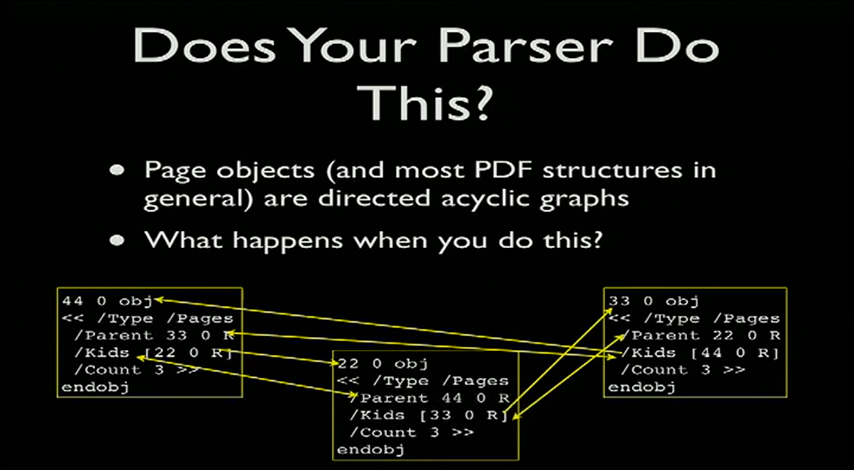 Does Your Parser Do
This?
• Page objects (and most PDF structures in
general) are directed acyclic graphs
• What happens when you do this?
44 0 obj
<< /Type /Pages
/Parent 33 0 R
/Kids [22 0 R]
/Count 3 >>
endobj
22 0 obj
<< /Type /Pages
/Parent 44 0 R
/Kids [33 0 R]
/Count 3 >>
endobj
33 0 obj
<< /Type /Pages
/Parent 22 0 R
/Kids [44 0 R]
/Count 3 >>
endobj